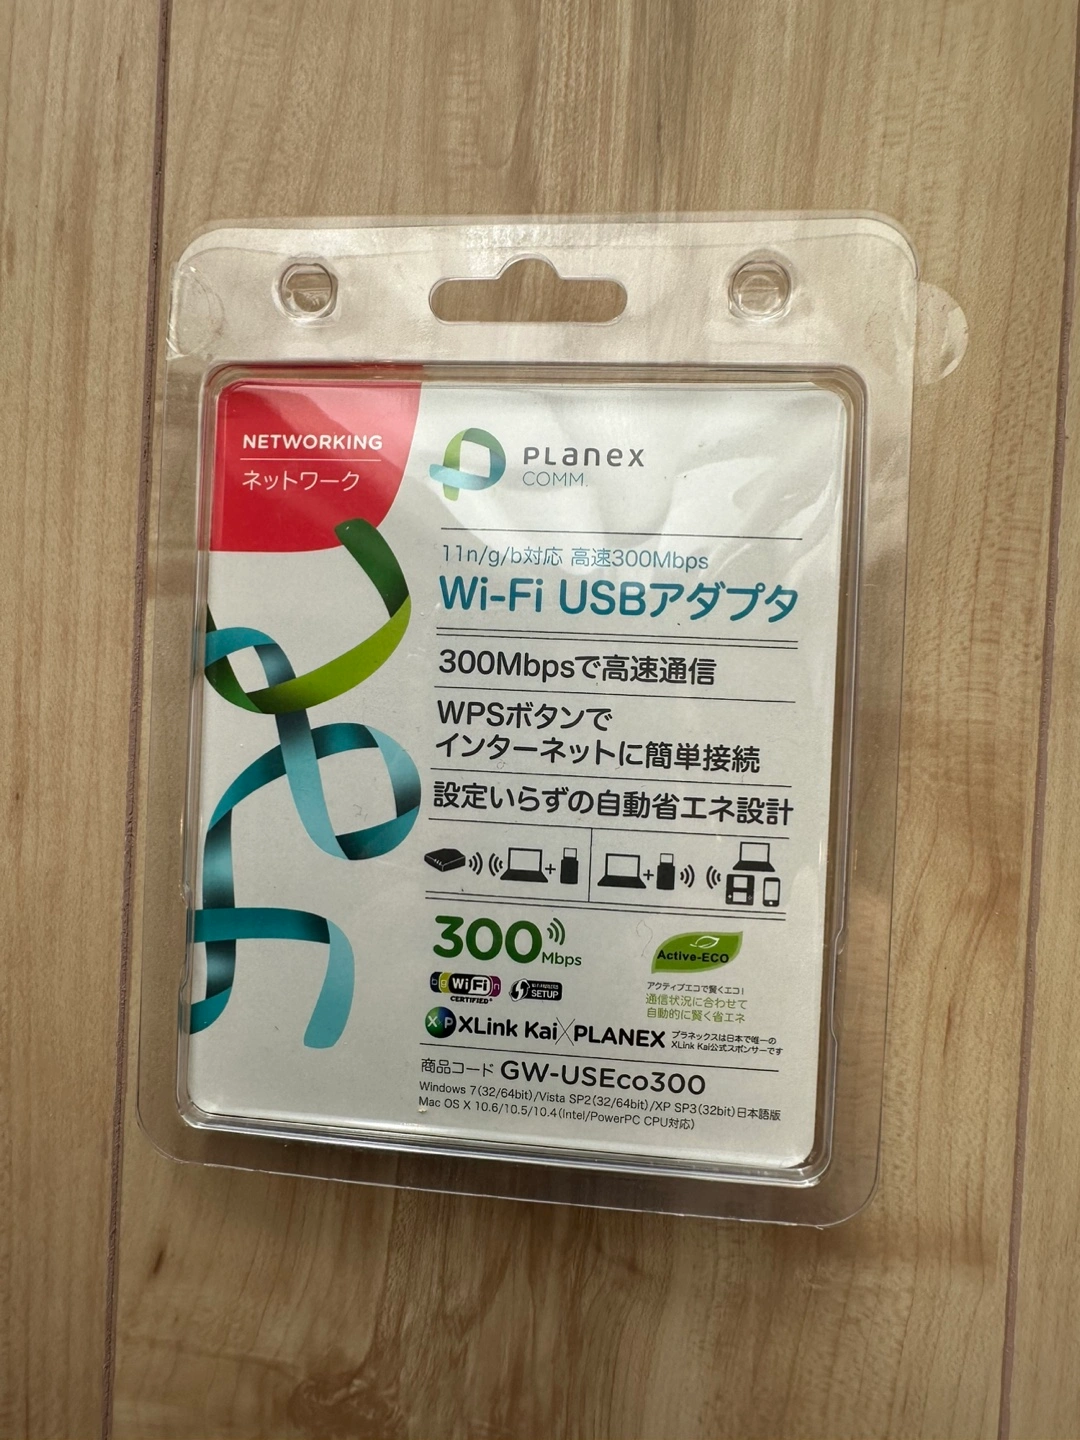 NETWORKING
ネットワーク
PLanex
COMM.
11n/g/b対応 高速300Mbps
Wi-Fi USBアダプタ
300Mbpsで高速通信
WPSボタンで
インターネットに簡単接続
設定いらずの自動省エネ設計
300Mbps
Active-ECO
アクティブエコで賢くエコ!
通信状況に合わせて
自動的に賢く省エネ
b g Wi Fi n
CERTIFIED
WI-FI PROTECTED
SETUP
XP XLink Kai X PLANEX
プラネックスは日本で唯一の
XLink Kai公式スポンサーです
商品コード GW-USEco300
Windows 7(32/64bit)/Vista SP2(32/64bit)/XP SP3(32bit)日本語版
Mac OS X 10.6/10.5/10.4(Intel/PowerPC CPU対応)